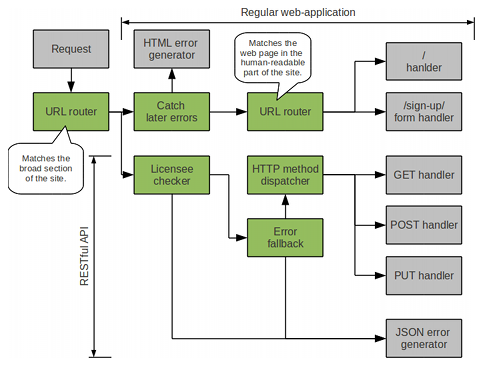 Regular web-application
Request
HTML error
generator
Matches the
web page in the
human-readable
part of the site.
/
hanlder
URL router
Catch
later errors
URL router
/sign-up/
form handler
Matches the
broad section
of the site.
Licensee
checker
HTTP method
dispatcher
GET handler
RESTful API
Error
fallback
POST handler
PUT handler
JSON error
generator